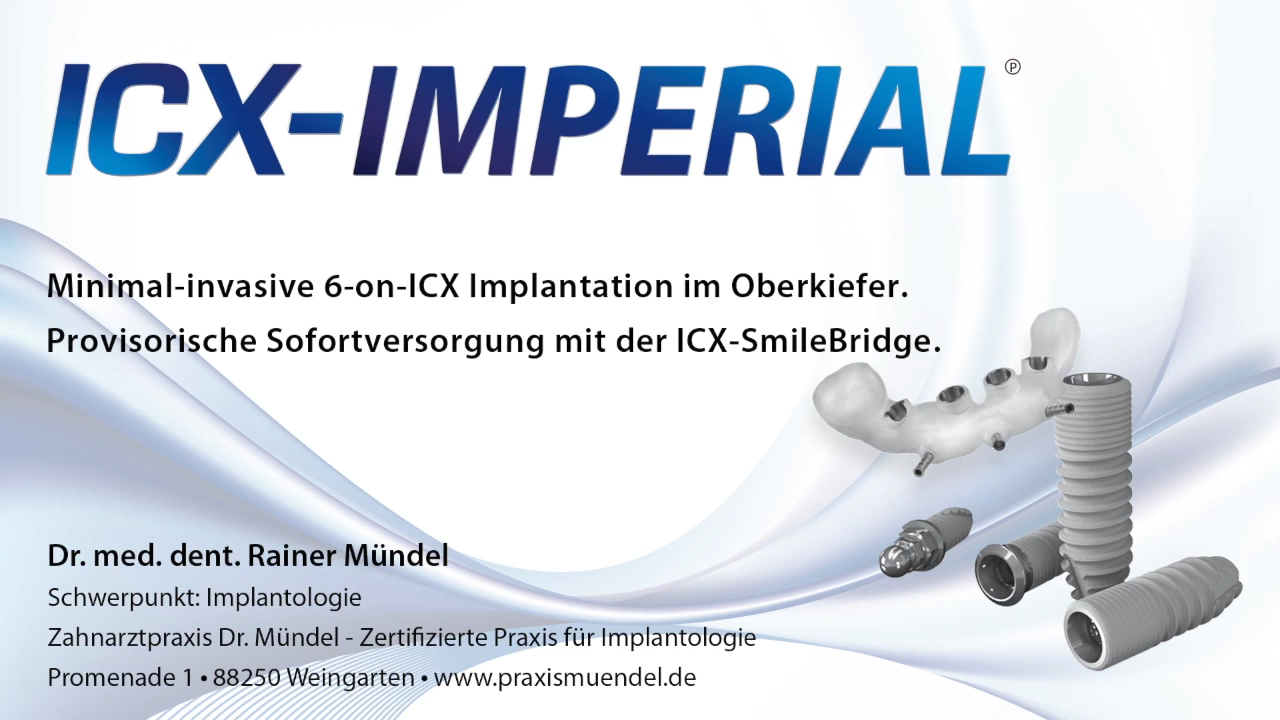 ICX-IMPERIAL ℗
Minimal-invasive 6-on-ICX Implantation im Oberkiefer.
Provisorische Sofortversorgung mit der ICX-SmileBridge.
Dr. med. dent. Rainer Mündel
Schwerpunkt: Implantologie
Zahnarztpraxis Dr. Mündel - Zertifizierte Praxis für Implantologie
Promenade 1 • 88250 Weingarten • www.praxismuendel.de